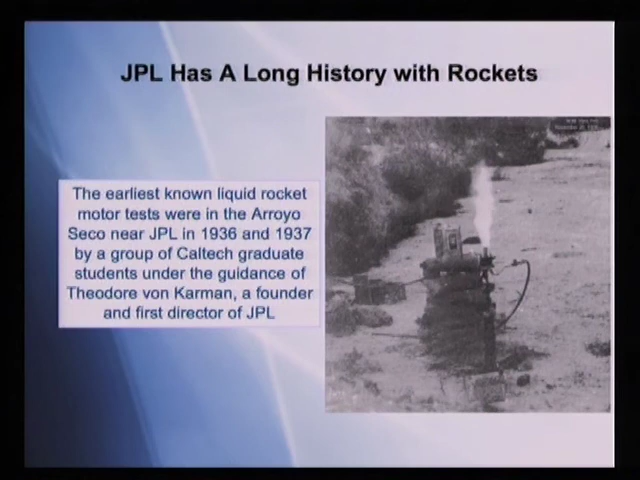 JPL Has A Long History with Rockets
The earliest known liquid rocket
motor tests were in the Arroyo
Seco near JPL in 1936 and 1937
by a group of Caltech graduate
students under the guidance of
Theodore von Karman, a founder
and first director of JPL